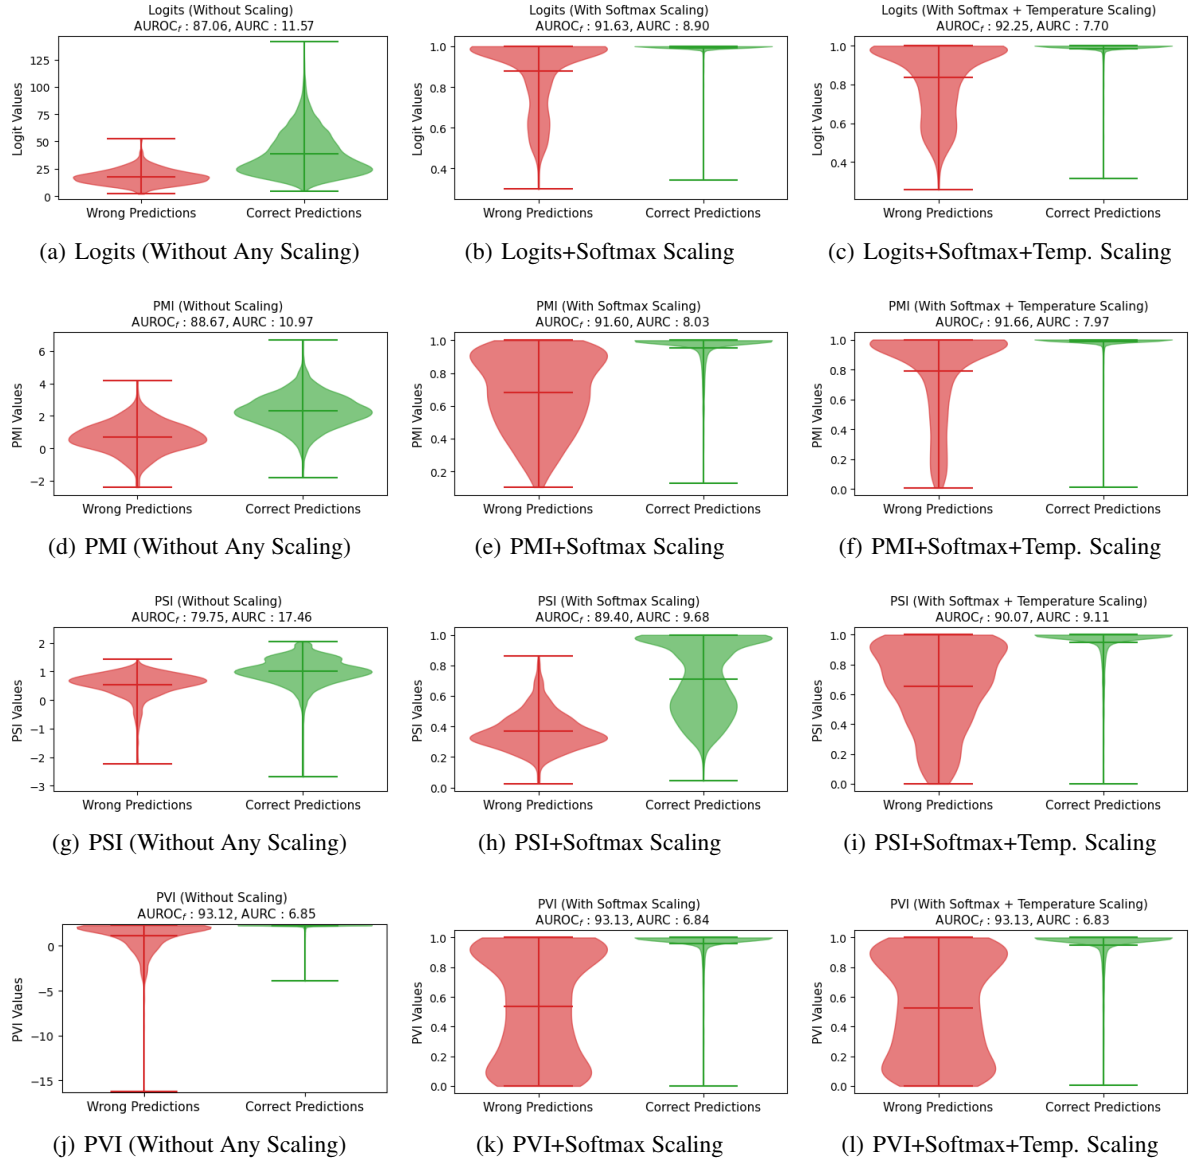 Logits (Without Scaling)
AUROC_f : 87.06, AURC : 11.57
Logit Values
125
100
75
50
25
0
Wrong Predictions Correct Predictions
(a) Logits (Without Any Scaling)
Logits (With Softmax Scaling)
AUROC_f : 91.63, AURC : 8.90
Logit Values
1.0
0.8
0.6
0.4
Wrong Predictions Correct Predictions
(b) Logits+Softmax Scaling
Logits (With Softmax + Temperature Scaling)
AUROC_f : 92.25, AURC : 7.70
Logit Values
1.0
0.8
0.6
0.4
Wrong Predictions Correct Predictions
(c) Logits+Softmax+Temp. Scaling
PMI (Without Scaling)
AUROC_f : 88.67, AURC : 10.97
PMI Values
6
4
2
0
−2
Wrong Predictions Correct Predictions
(d) PMI (Without Any Scaling)
PMI (With Softmax Scaling)
AUROC_f : 91.60, AURC : 8.03
PMI Values
1.0
0.8
0.6
0.4
0.2
Wrong Predictions Correct Predictions
(e) PMI+Softmax Scaling
PMI (With Softmax + Temperature Scaling)
AUROC_f : 91.66, AURC : 7.97
PMI Values
1.0
0.8
0.6
0.4
0.2
0.0
Wrong Predictions Correct Predictions
(f) PMI+Softmax+Temp. Scaling
PSI (Without Scaling)
AUROC_f : 79.75, AURC : 17.46
PSI Values
2
1
0
−1
−2
−3
Wrong Predictions Correct Predictions
(g) PSI (Without Any Scaling)
PSI (With Softmax Scaling)
AUROC_f : 89.40, AURC : 9.68
PSI Values
1.0
0.8
0.6
0.4
0.2
0.0
Wrong Predictions Correct Predictions
(h) PSI+Softmax Scaling
PSI (With Softmax + Temperature Scaling)
AUROC_f : 90.07, AURC : 9.11
PSI Values
1.0
0.8
0.6
0.4
0.2
0.0
Wrong Predictions Correct Predictions
(i) PSI+Softmax+Temp. Scaling
PVI (Without Scaling)
AUROC_f : 93.12, AURC : 6.85
PVI Values
0
−5
−10
−15
Wrong Predictions Correct Predictions
(j) PVI (Without Any Scaling)
PVI (With Softmax Scaling)
AUROC_f : 93.13, AURC : 6.84
PVI Values
1.0
0.8
0.6
0.4
0.2
0.0
Wrong Predictions Correct Predictions
(k) PVI+Softmax Scaling
PVI (With Softmax + Temperature Scaling)
AUROC_f : 93.13, AURC : 6.83
PVI Values
1.0
0.8
0.6
0.4
0.2
0.0
Wrong Predictions Correct Predictions
(l) PVI+Softmax+Temp. Scaling